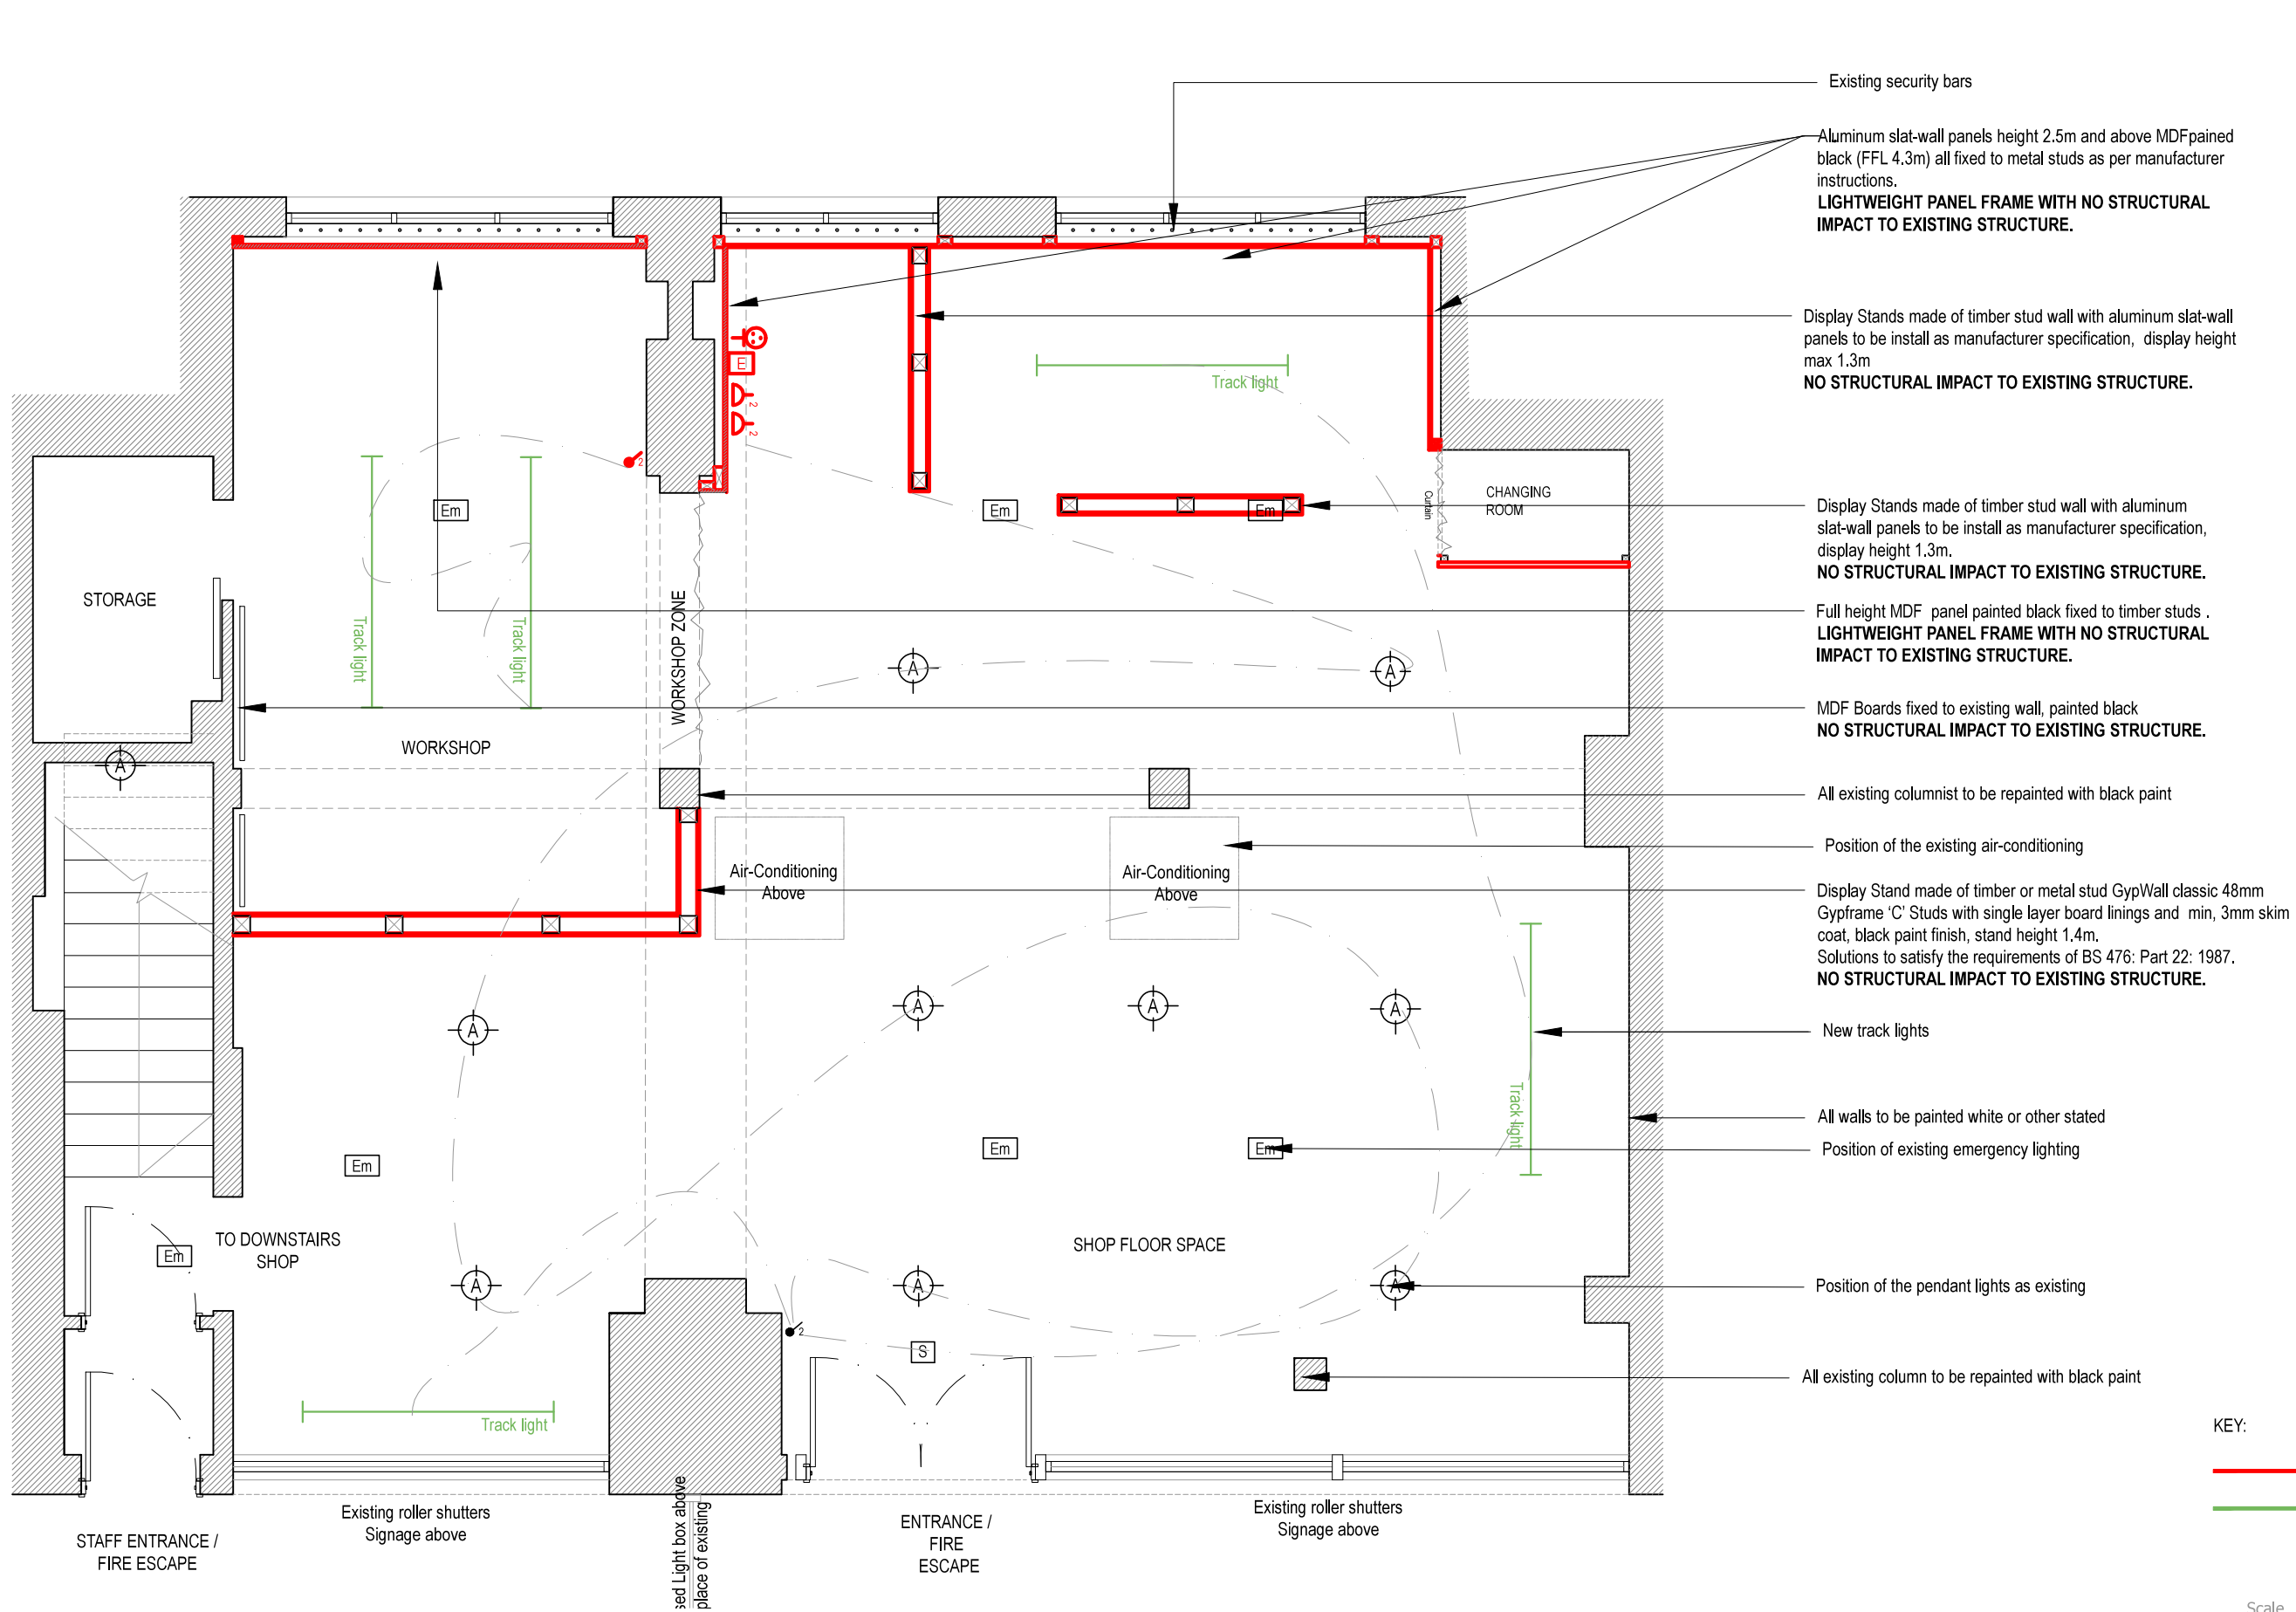 Existing security bars
Aluminum slat-wall panels height 2.5m and above MDFpained
black (FFL 4.3m) all fixed to metal studs as per manufacturer
instructions.
LIGHTWEIGHT PANEL FRAME WITH NO STRUCTURAL
IMPACT TO EXISTING STRUCTURE.
Display Stands made of timber stud wall with aluminum slat-wall
panels to be install as manufacturer specification, display height
max 1.3m
NO STRUCTURAL IMPACT TO EXISTING STRUCTURE.
Display Stands made of timber stud wall with aluminum
slat-wall panels to be install as manufacturer specification,
display height 1.3m.
NO STRUCTURAL IMPACT TO EXISTING STRUCTURE.
Full height MDF panel painted black fixed to timber studs .
LIGHTWEIGHT PANEL FRAME WITH NO STRUCTURAL
IMPACT TO EXISTING STRUCTURE.
MDF Boards fixed to existing wall, painted black
NO STRUCTURAL IMPACT TO EXISTING STRUCTURE.
All existing columnist to be repainted with black paint
Position of the existing air-conditioning
Display Stand made of timber or metal stud GypWall classic 48mm
Gypframe ‘C’ Studs with single layer board linings and min, 3mm skim
coat, black paint finish, stand height 1.4m.
Solutions to satisfy the requirements of BS 476: Part 22: 1987.
NO STRUCTURAL IMPACT TO EXISTING STRUCTURE.
New track lights
All walls to be painted white or other stated
Position of existing emergency lighting
Position of the pendant lights as existing
All existing column to be repainted with black paint
KEY:
Scale
E
2
2
2
Track light
Em
Em
Em
Curtain
CHANGING
ROOM
STORAGE
Track light
Track light
WORKSHOP ZONE
A
A
WORKSHOP
A
Air-Conditioning
Above
Air-Conditioning
Above
A
A
A
A
Track light
Em
Em
Em
TO DOWNSTAIRS
SHOP
Em
SHOP FLOOR SPACE
A
A
A
2
S
Track light
Existing roller shutters
Signage above
sed Light box above
place of existing
ENTRANCE /
FIRE
ESCAPE
Existing roller shutters
Signage above
STAFF ENTRANCE /
FIRE ESCAPE